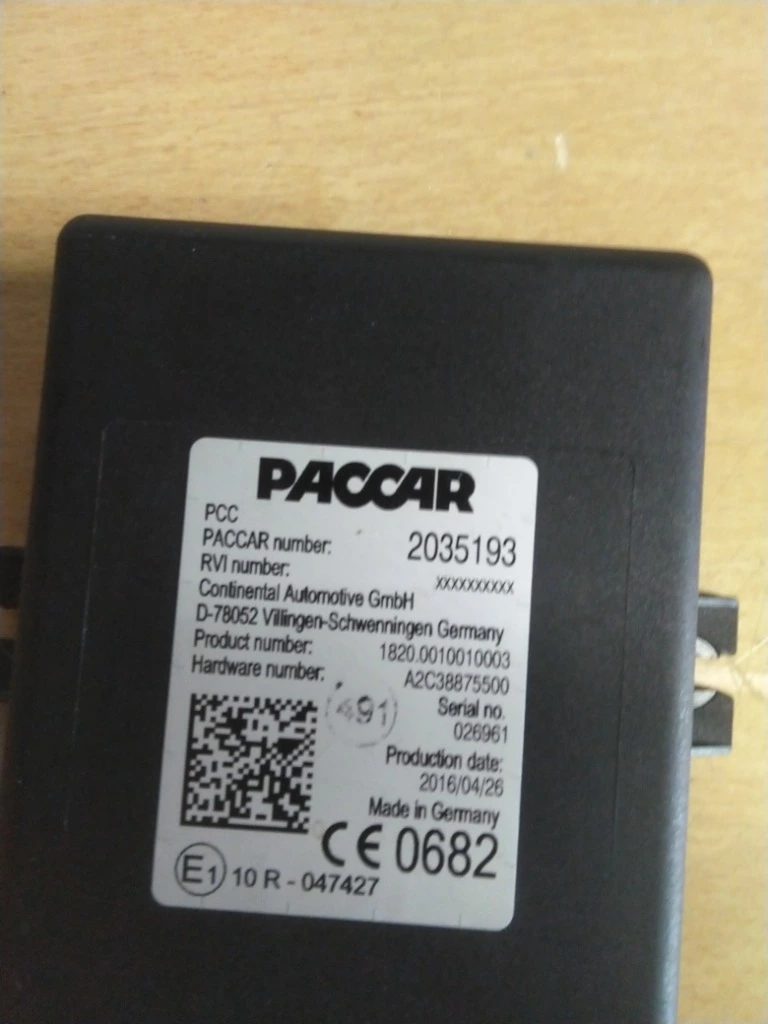 PACCAR
PCC
PACCAR number: 2035193
RVI number: xxxxxxxxxx
Continental Automotive GmbH
D-78052 Villingen-Schwenningen Germany
Product number: 1820.0010010003
Hardware number: A2C38875500
491
Serial no.
026961
Production date:
2016/04/26
Made in Germany
CE 0682
E1 10 R - 047427